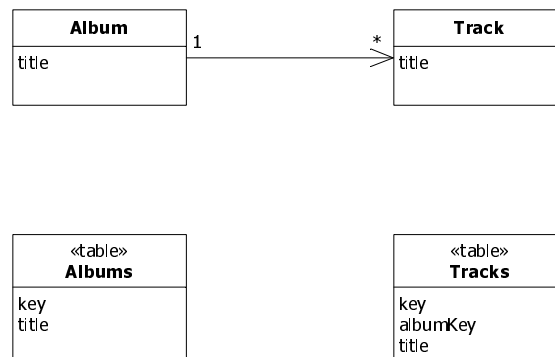 Album
title
1
*
Track
title
«table»
Albums
key
title
«table»
Tracks
key
albumKey
title